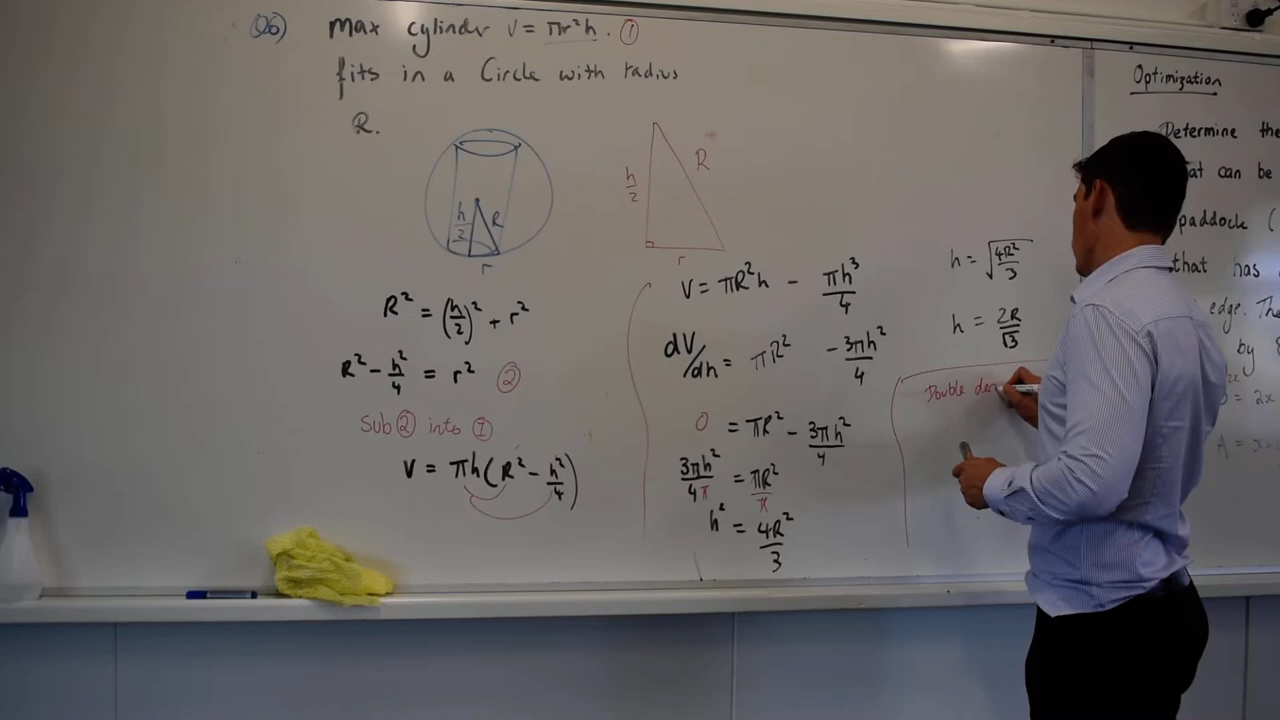 Q6) max cylinder V = πr²h. ①
fits in a Circle with radius
R.
h/2 R
r
h/2 R
r
R² = (h/2)² + r²
R² - h²/4 = r² ②
Sub ② into ①
V = πh(R² - h²/4)
V = πR²h - πh³/4
dV/dh = πR² - 3πh²/4
0 = πR² - 3πh²/4
3πh²/4π = πR²/π
h² = 4R²/3
h = √(4R²/3)
h = 2R/√3
Double der
Optimization
Determine the
at can be
paddock (
that has
edge. The
by
= 2x
A =